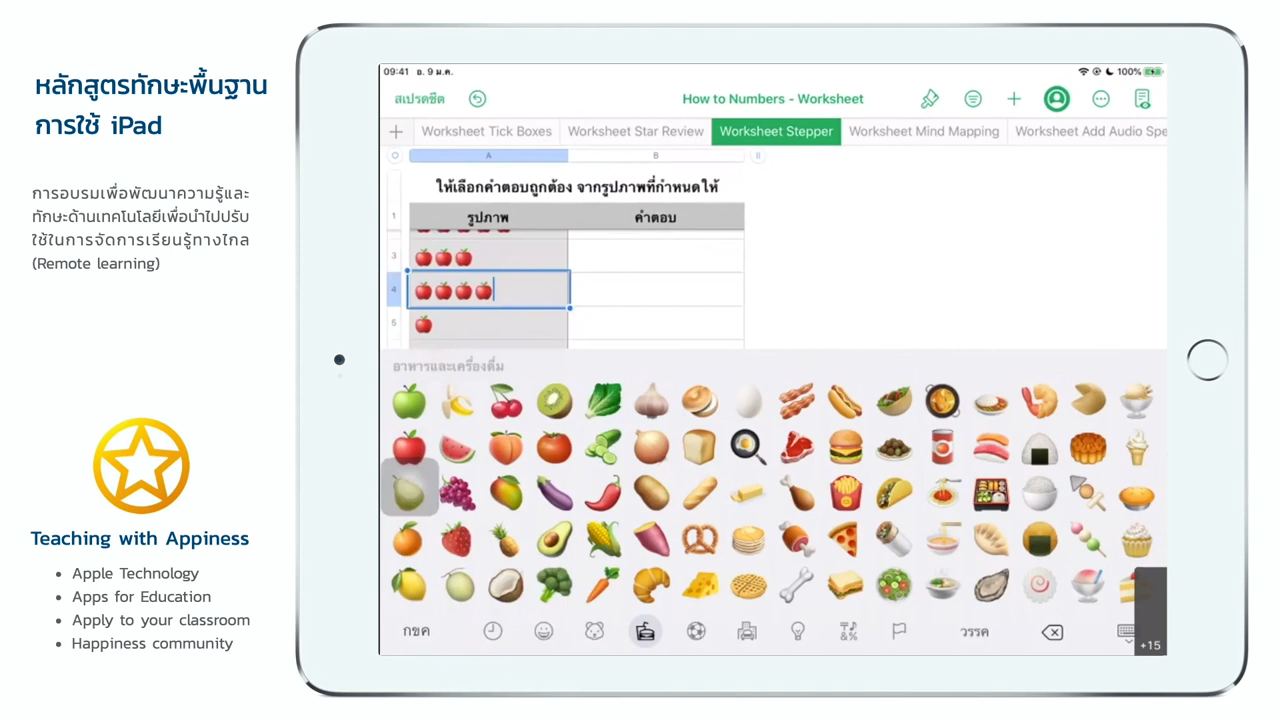 หลักสูตรทักษะพื้นฐาน
การใช้ iPad
การอบรมเพื่อพัฒนาความรู้และ
ทักษะด้านเทคโนโลยีเพื่อนำไปปรับ
ใช้ในการจัดการเรียนรู้ทางไกล
(Remote learning)
Teaching with Appiness
• Apple Technology
• Apps for Education
• Apply to your classroom
• Happiness community
09:41 อ. 9 ม.ค.
100%
สเปรดชีต
How to Numbers - Worksheet
Worksheet Tick Boxes
Worksheet Star Review
Worksheet Stepper
Worksheet Mind Mapping
Worksheet Add Audio Spe
A
B
ให้เลือกคำตอบถูกต้อง จากรูปภาพที่กำหนดให้
1
รูปภาพ
คำตอบ
3
4
5
อาหารและเครื่องดื่ม
กขค
&%
วรรค
+15